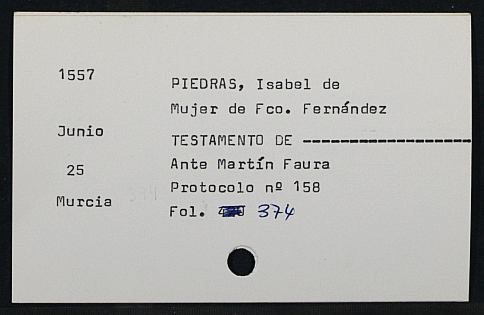 1557
PIEDRAS, Isabel de
Mujer de Fco. Fernández
Junio
TESTAMENTO DE -------------------
25
Ante Martín Faura
Protocolo nº 158
Murcia
Fol. 374
374